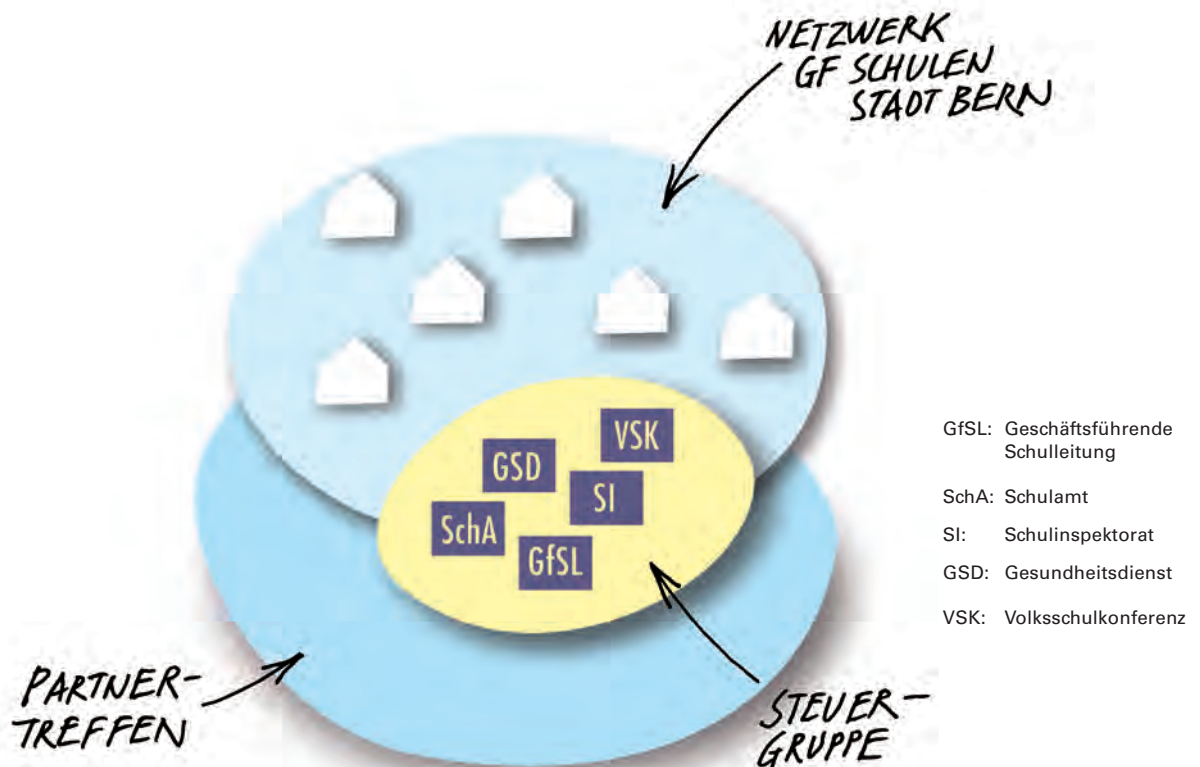 NETZWERK
GF SCHULEN
STADT BERN
VSK
GSD
SI
SchA
GfSL
GfSL: Geschäftsführende
Schulleitung
SchA: Schulamt
SI: Schulinspektorat
GSD: Gesundheitsdienst
VSK: Volksschulkonferenz
PARTNER-
TREFFEN
STEUER-
GRUPPE